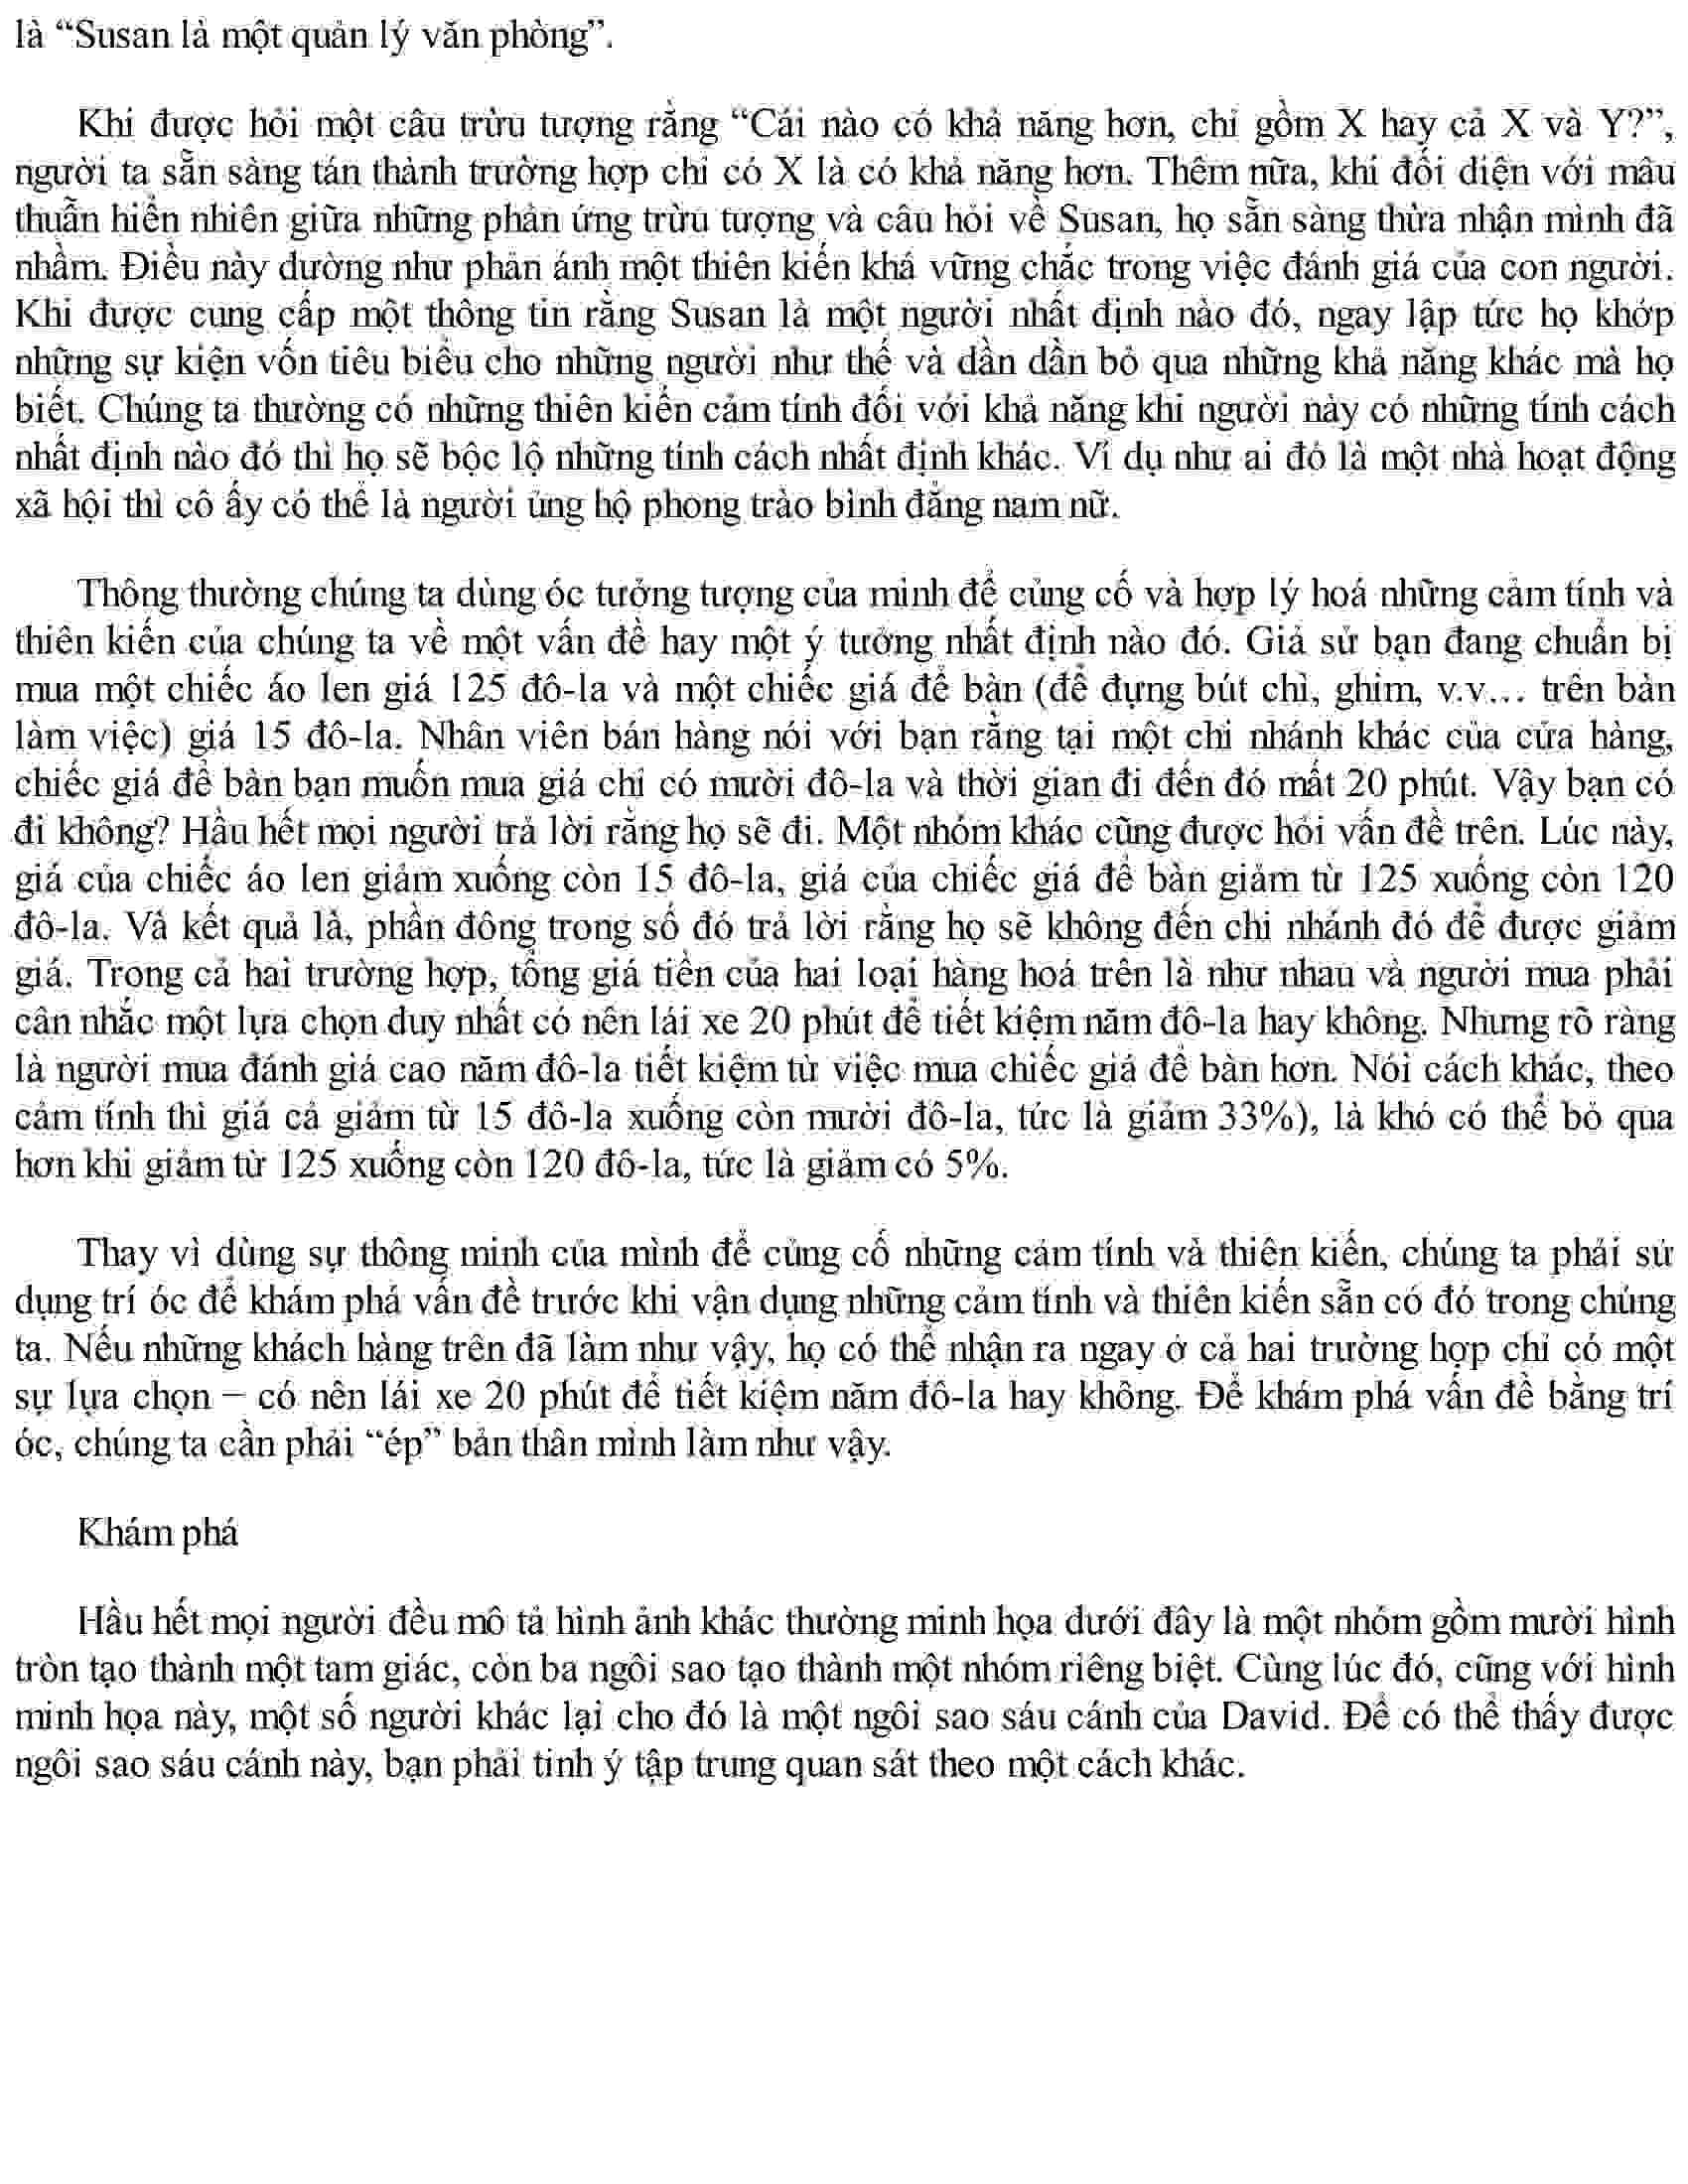 là “Susan là một quản lý văn phòng”.
Khi được hỏi một câu trừu tượng rằng “Cái nào có khả năng hơn, chỉ gồm X hay cả X và Y?”,
người ta sẵn sàng tán thành trường hợp chỉ có X là có khả năng hơn. Thêm nữa, khi đối diện với mâu
thuẫn hiển nhiên giữa những phản ứng trừu tượng và câu hỏi về Susan, họ sẵn sàng thừa nhận mình đã
nhầm. Điều này dường như phản ánh một thiên kiến khá vững chắc trong việc đánh giá của con người.
Khi được cung cấp một thông tin rằng Susan là một người nhất định nào đó, ngay lập tức họ khớp
những sự kiện vốn tiêu biểu cho những người như thế và dần dần bỏ qua những khả năng khác mà họ
biết. Chúng ta thường có những thiên kiến cảm tính đối với khả năng khi người này có những tính cách
nhất định nào đó thì họ sẽ bộc lộ những tính cách nhất định khác. Ví dụ như ai đó là một nhà hoạt động
xã hội thì cô ấy có thể là người ủng hộ phong trào bình đẳng nam nữ.
Thông thường chúng ta dùng óc tưởng tượng của mình để củng cố và hợp lý hoá những cảm tính và
thiên kiến của chúng ta về một vấn đề hay một ý tưởng nhất định nào đó. Giả sử bạn đang chuẩn bị
mua một chiếc áo len giá 125 đô-la và một chiếc giá để bàn (để đựng bút chì, ghim, v.v… trên bàn
làm việc) giá 15 đô-la. Nhân viên bán hàng nói với bạn rằng tại một chi nhánh khác của cửa hàng,
chiếc giá để bàn bạn muốn mua giá chỉ có mười đô-la và thời gian đi đến đó mất 20 phút. Vậy bạn có
đi không? Hầu hết mọi người trả lời rằng họ sẽ đi. Một nhóm khác cũng được hỏi vấn đề trên. Lúc này,
giá của chiếc áo len giảm xuống còn 15 đô-la, giá của chiếc giá để bàn giảm từ 125 xuống còn 120
đô-la. Và kết quả là, phần đông trong số đó trả lời rằng họ sẽ không đến chi nhánh đó để được giảm
giá. Trong cả hai trường hợp, tổng giá tiền của hai loại hàng hoá trên là như nhau và người mua phải
cân nhắc một lựa chọn duy nhất có nên lái xe 20 phút để tiết kiệm năm đô-la hay không. Nhưng rõ ràng
là người mua đánh giá cao năm đô-la tiết kiệm từ việc mua chiếc giá để bàn hơn. Nói cách khác, theo
cảm tính thì giá cả giảm từ 15 đô-la xuống còn mười đô-la, tức là giảm 33%), là khó có thể bỏ qua
hơn khi giảm từ 125 xuống còn 120 đô-la, tức là giảm có 5%.
Thay vì dùng sự thông minh của mình để củng cố những cảm tính và thiên kiến, chúng ta phải sử
dụng trí óc để khám phá vấn đề trước khi vận dụng những cảm tính và thiên kiến sẵn có đó trong chúng
ta. Nếu những khách hàng trên đã làm như vậy, họ có thể nhận ra ngay ở cả hai trường hợp chỉ có một
sự lựa chọn – có nên lái xe 20 phút để tiết kiệm năm đô-la hay không. Để khám phá vấn đề bằng trí
óc, chúng ta cần phải “ép” bản thân mình làm như vậy.
Khám phá
Hầu hết mọi người đều mô tả hình ảnh khác thường minh họa dưới đây là một nhóm gồm mười hình
tròn tạo thành một tam giác, còn ba ngôi sao tạo thành một nhóm riêng biệt. Cùng lúc đó, cũng với hình
minh họa này, một số người khác lại cho đó là một ngôi sao sáu cánh của David. Để có thể thấy được
ngôi sao sáu cánh này, bạn phải tinh ý tập trung quan sát theo một cách khác.